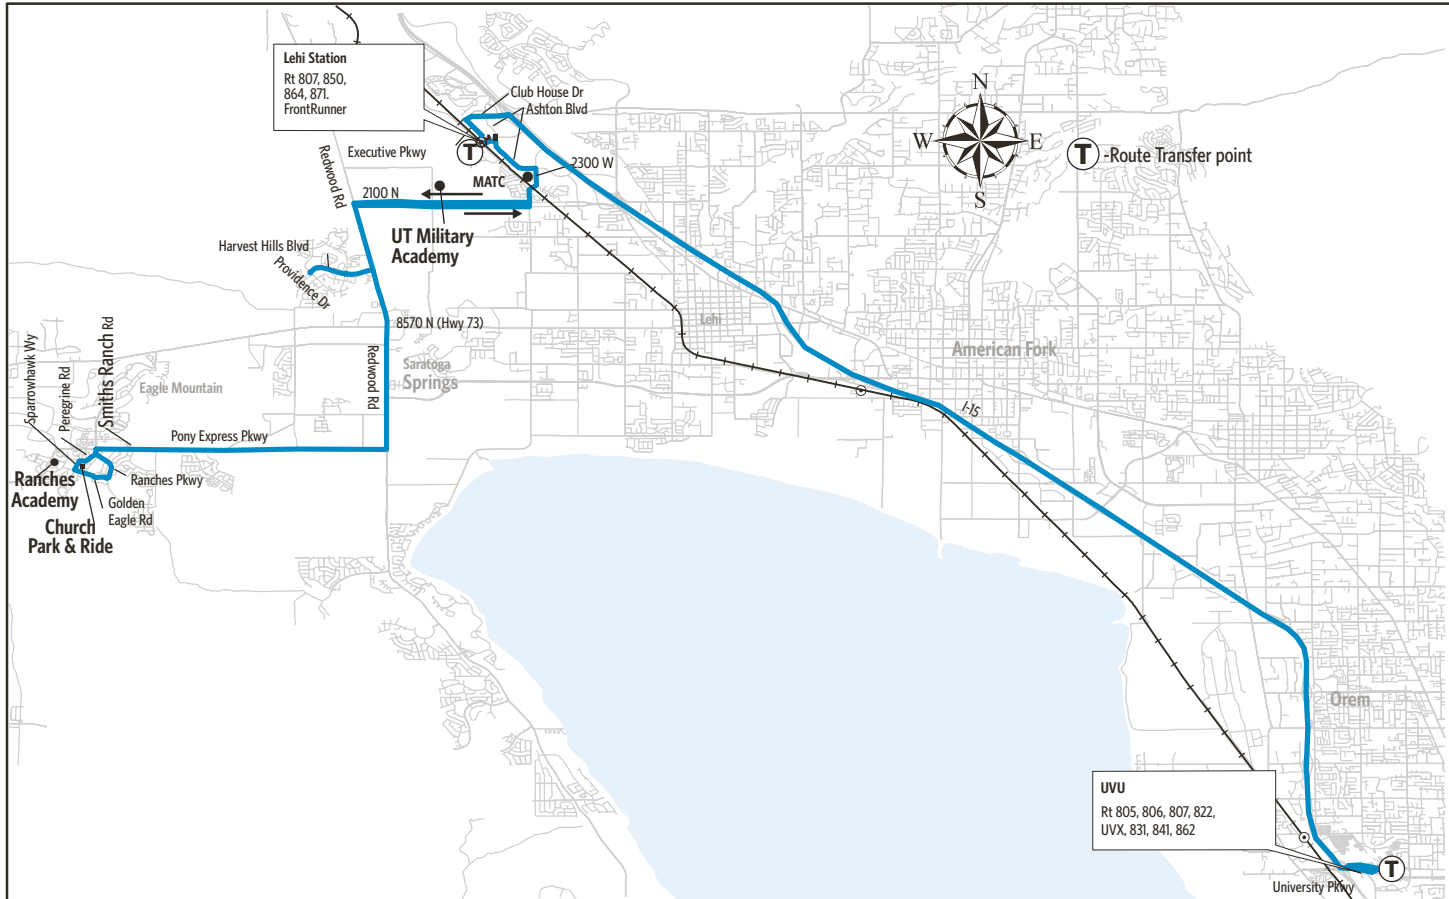 Lehi Station
Rt 807, 850,
864, 871.
FrontRunner
Club House Dr
Ashton Blvd
N
W
E
S
T
-Route Transfer point
Executive Pkwy
T
2300 W
MATC
Redwood Rd
2100 N
UT Military
Academy
Harvest Hills Blvd
Providence Dr
8570 N (Hwy 73)
Lehi
American Fork
Saratoga
Springs
Redwood Rd
Eagle Mountain
Sparrowhawk Wy
Peregrine Rd
Smiths Ranch Rd
I-15
Pony Express Pkwy
Ranches Pkwy
Ranches
Academy
Golden
Eagle Rd
Church
Park & Ride
Orem
UVU
Rt 805, 806, 807, 822,
UVX, 831, 841, 862
T
University Pkwy